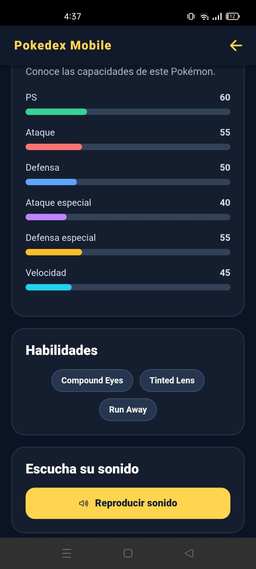 4:37
Pokedex Mobile
Conoce las capacidades de este Pokémon.
PS 60
Ataque 55
Defensa 50
Ataque especial 40
Defensa especial 55
Velocidad 45
Habilidades
Compound Eyes Tinted Lens
Run Away
Escucha su sonido
Reproducir sonido